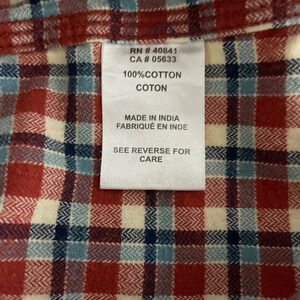 RN # 40841
CA # 05633
100%COTTON
COTON
MADE IN INDIA
FABRIQUÉ EN INDE
SEE REVERSE FOR
CARE